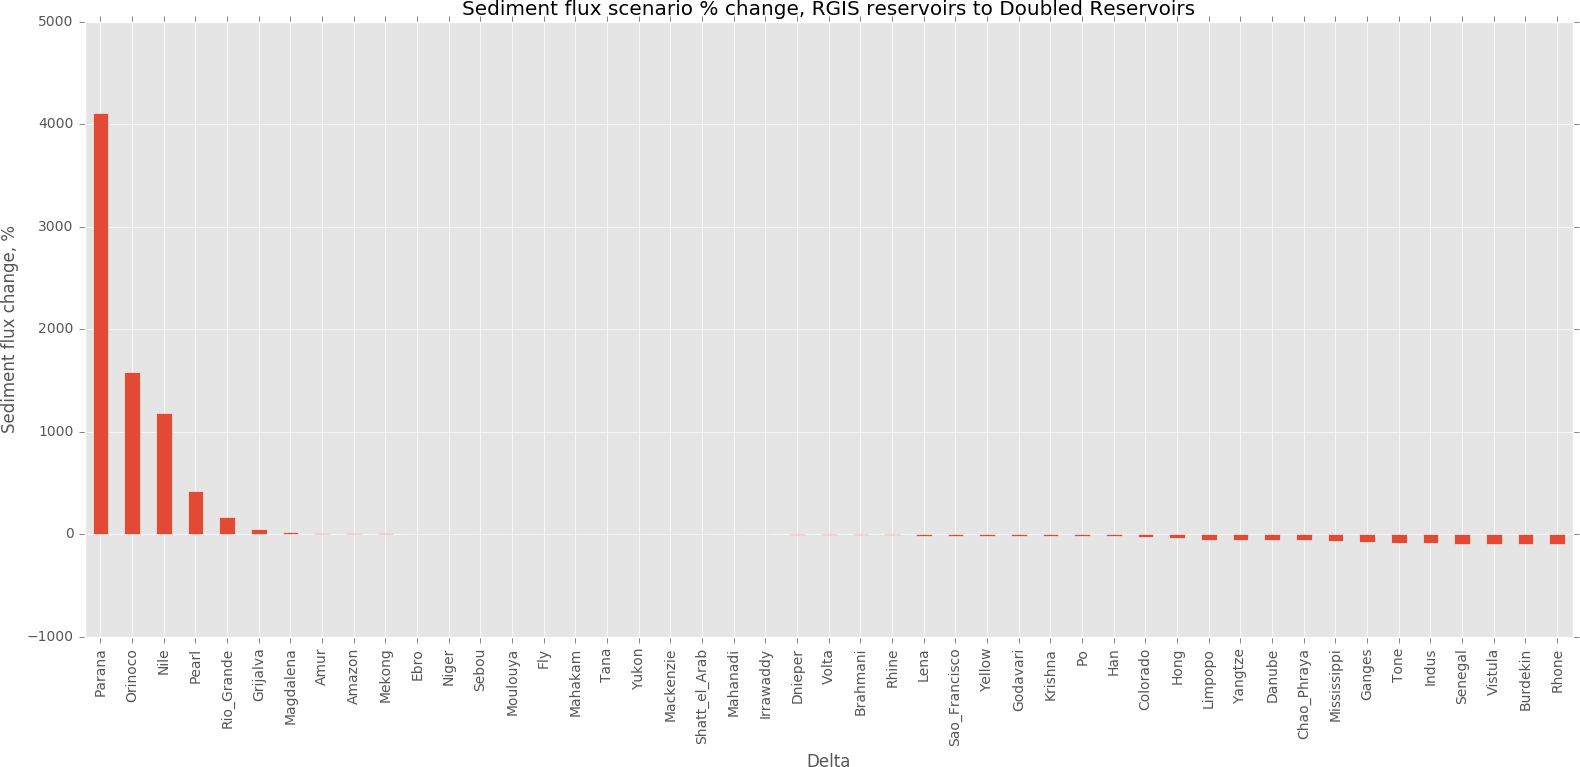 Sediment flux scenario % change, RGIS reservoirs to Doubled Reservoirs
5000
4000
3000
2000
1000
0
−1000
Sediment flux change, %
Parana
Orinoco
Nile
Pearl
Rio_Grande
Grijalva
Magdalena
Amur
Amazon
Mekong
Ebro
Niger
Sebou
Moulouya
Fly
Mahakam
Tana
Yukon
Mackenzie
Shatt_el_Arab
Mahanadi
Irrawaddy
Dnieper
Volta
Brahmani
Rhine
Lena
Sao_Francisco
Yellow
Godavari
Krishna
Po
Han
Colorado
Hong
Limpopo
Yangtze
Danube
Chao_Phraya
Mississippi
Ganges
Tone
Indus
Senegal
Vistula
Burdekin
Rhone
Delta